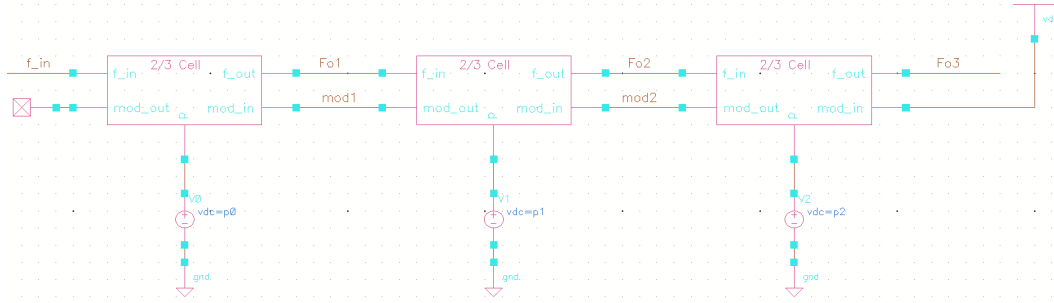 f_in 2/3 Cell Fo1 2/3 Cell Fo2 2/3 Cell Fo3
f_in f_out f_in f_out f_in f_out
mod_out mod_in mod1 mod_out mod_in mod2 mod_out mod_in
P P P
V0 V1 V2
vdc=p0 vdc=p1 vdc=p2
gnd gnd gnd